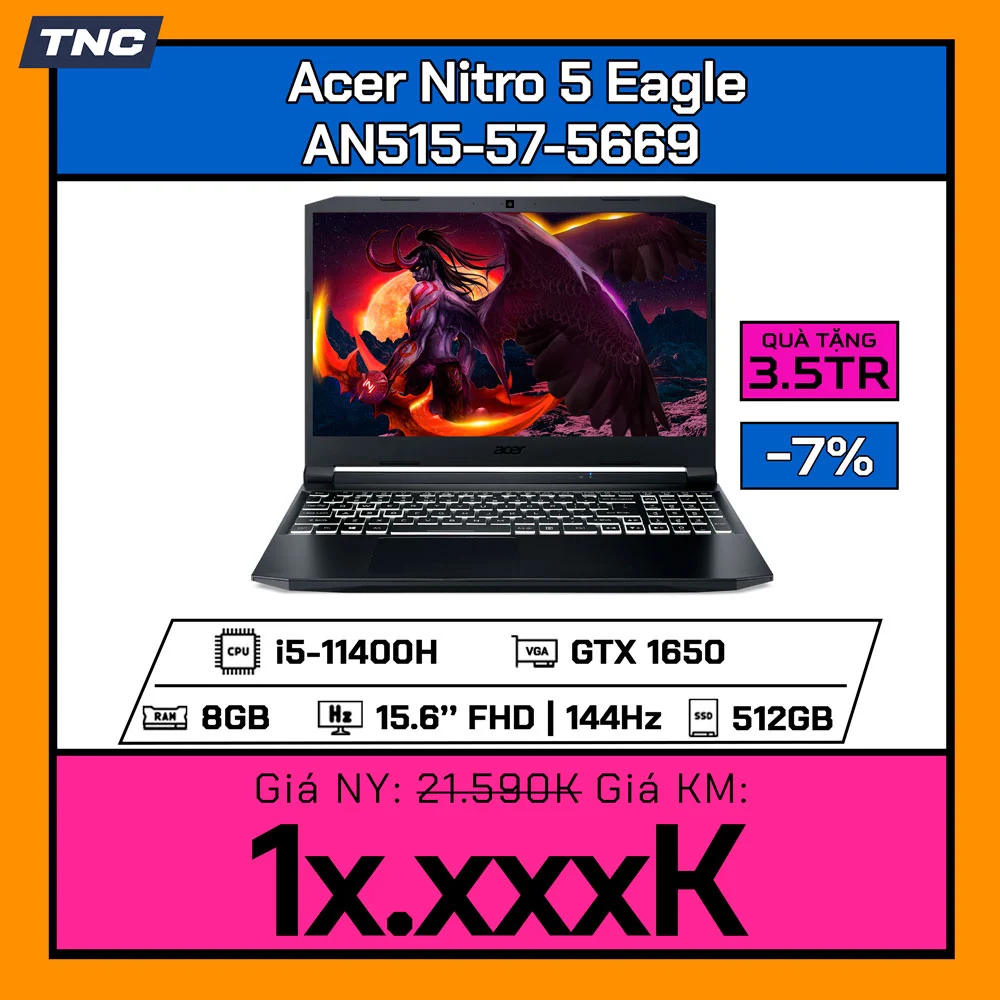 TNC
Acer Nitro 5 Eagle
AN515-57-5669
QUÀ TẶNG
3.5TR
-7%
acer
CPU i5-11400H VGA GTX 1650
RAM 8GB Hz 15.6” FHD | 144Hz SSD 512GB
Giá NY: 21.590K Giá KM:
1x.xxxK